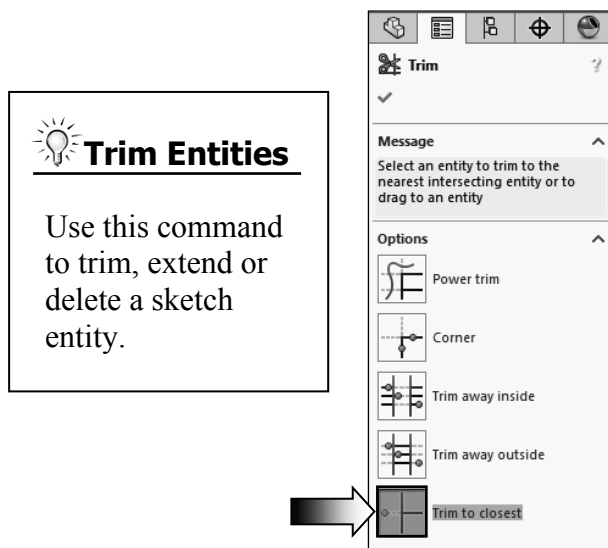 Trim Entities
Use this command
to trim, extend or
delete a sketch
entity.
Trim
?
Message
Select an entity to trim to the
nearest intersecting entity or to
drag to an entity
Options
Power trim
Corner
Trim away inside
Trim away outside
Trim to closest